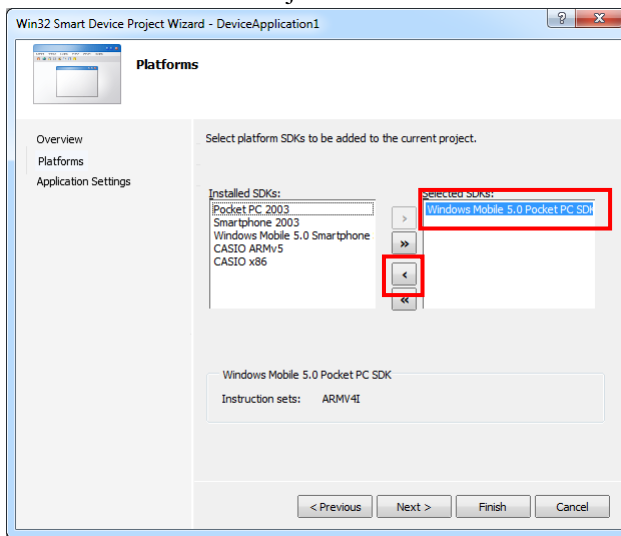 Win32 Smart Device Project Wizard - DeviceApplication1
Platforms
Overview
Platforms
Application Settings
Select platform SDKs to be added to the current project.
Installed SDKs:
Pocket PC 2003
Smartphone 2003
Windows Mobile 5.0 Smartphone
CASIO ARMv5
CASIO x86
>
»
<
«
Selected SDKs:
Windows Mobile 5.0 Pocket PC SDK
Windows Mobile 5.0 Pocket PC SDK
Instruction sets: ARMV4I
< Previous
Next >
Finish
Cancel